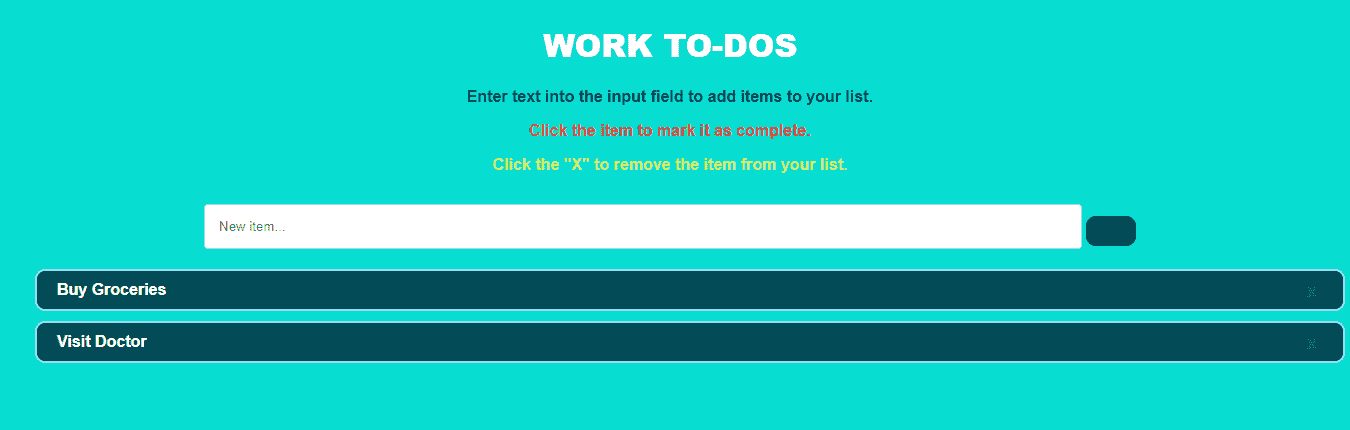 WORK TO-DOS
Enter text into the input field to add items to your list.
Click the item to mark it as complete.
Click the "X" to remove the item from your list.
New item...
Buy Groceries
X
Visit Doctor
X